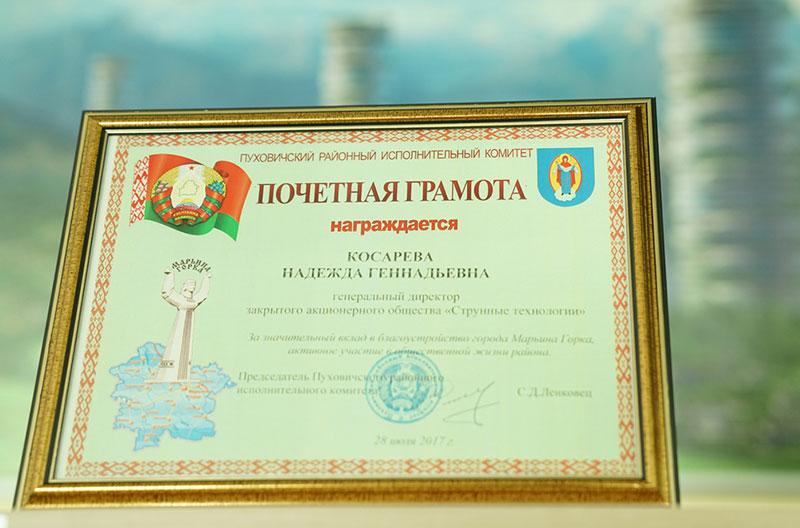 ПУХОВИЧСКИЙ РАЙОННЫЙ ИСПОЛНИТЕЛЬНЫЙ КОМИТЕТ
ПОЧЕТНАЯ ГРАМОТА
награждается
КОСАРЕВА
НАДЕЖДА ГЕННАДЬЕВНА
генеральный директор
закрытого акционерного общества «Струнные технологии»
МАРЬИНА
ГОРКА
За значительный вклад в благоустройство города Марьина Горка,
активное участие в общественной жизни района.
Председатель Пуховичского районного
исполнительного комитета
С.Д.Ленковец
28 июля 2017 г.